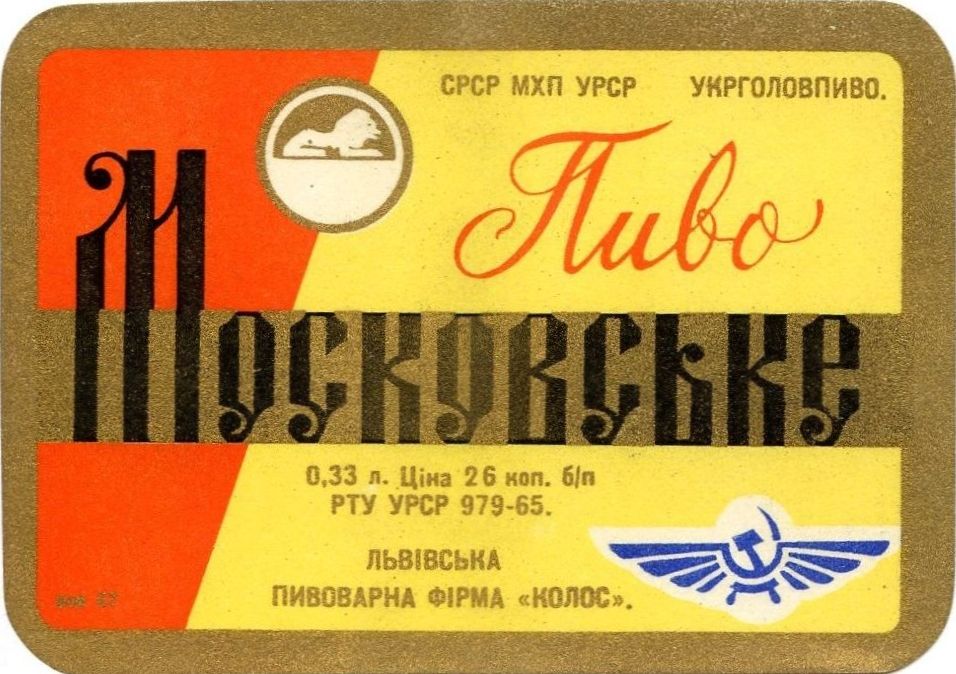 СРСР МХП УРСР УКРГОЛОВПИВО.
Пиво
Московське
0,33 л. Ціна 26 коп. б/п
РТУ УРСР 979-65.
ЛЬВІВСЬКА
ПИВОВАРНА ФІРМА «КОЛОС».